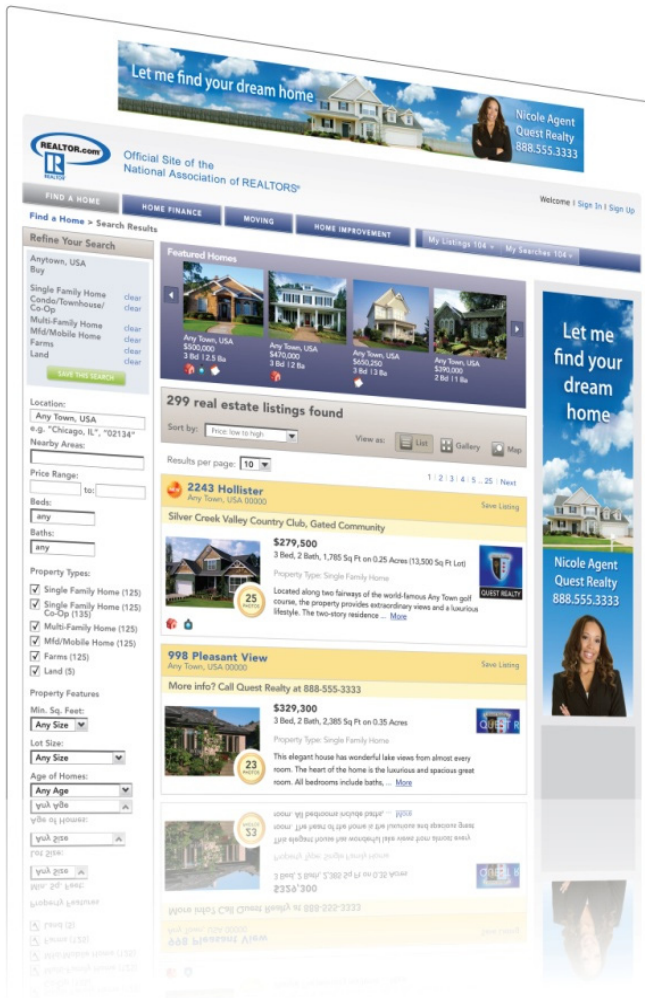 Let me find your dream home
Nicole Agent
Quest Realty
888.555.3333
REALTOR.com
R
REALTOR
Official Site of the
National Association of REALTORS®
Welcome | Sign In | Sign Up
FIND A HOME
HOME FINANCE
MOVING
HOME IMPROVEMENT
My Listings 104
My Searches 104
Find a Home > Search Results
Refine Your Search
Anytown, USA
Buy
Single Family Home clear
Condo/Townhouse/
Co-Op clear
Multi-Family Home clear
Mfd/Mobile Home clear
Farms clear
Land clear
SAVE THIS SEARCH
Location:
Any Town, USA
e.g. "Chicago, IL", "02134"
Nearby Areas:
Price Range:
to:
Beds:
any
Baths:
any
Property Types:
Single Family Home (125)
Single Family Home (125)
Co-Op (135)
Multi-Family Home (125)
Mfd/Mobile Home (125)
Farms (125)
Land (5)
Property Features
Min. Sq. Feet:
Any Size
Lot Size:
Any Size
Age of Homes:
Any Age
Featured Homes
Any Town, USA
$500,000
3 Bd | 2.5 Ba
Any Town, USA
$470,000
3 Bd | 2 Ba
Any Town, USA
$650,250
3 Bd | 3 Ba
Any Town, USA
$390,000
2 Bd | 1 Ba
299 real estate listings found
Sort by: Price low to high
View as: List Gallery Map
Results per page: 10
1 | 2 | 3 | 4 | 5 .. 25 | Next
NEW
2243 Hollister
Any Town, USA 00000
Save Listing
Silver Creek Valley Country Club, Gated Community
$279,500
3 Bed, 2 Bath, 1,785 Sq Ft on 0.25 Acres (13,500 Sq Ft Lot)
Property Type: Single Family Home
Located along two fairways of the world-famous Any Town golf
course, the property provides extraordinary views and a luxurious
lifestyle. The two-story residence ... More
25
PHOTOS
QUEST REALTY
998 Pleasant View
Any Town, USA 00000
Save Listing
More info? Call Quest Realty at 888-555-3333
$329,300
3 Bed, 2 Bath, 2,385 Sq Ft on 0.35 Acres
Property Type: Single Family Home
This elegant house has wonderful lake views from almost every
room. The heart of the home is the luxurious and spacious great
room. All bedrooms include baths, ... More
23
PHOTOS
Let me
find your
dream
home
Nicole Agent
Quest Realty
888.555.3333